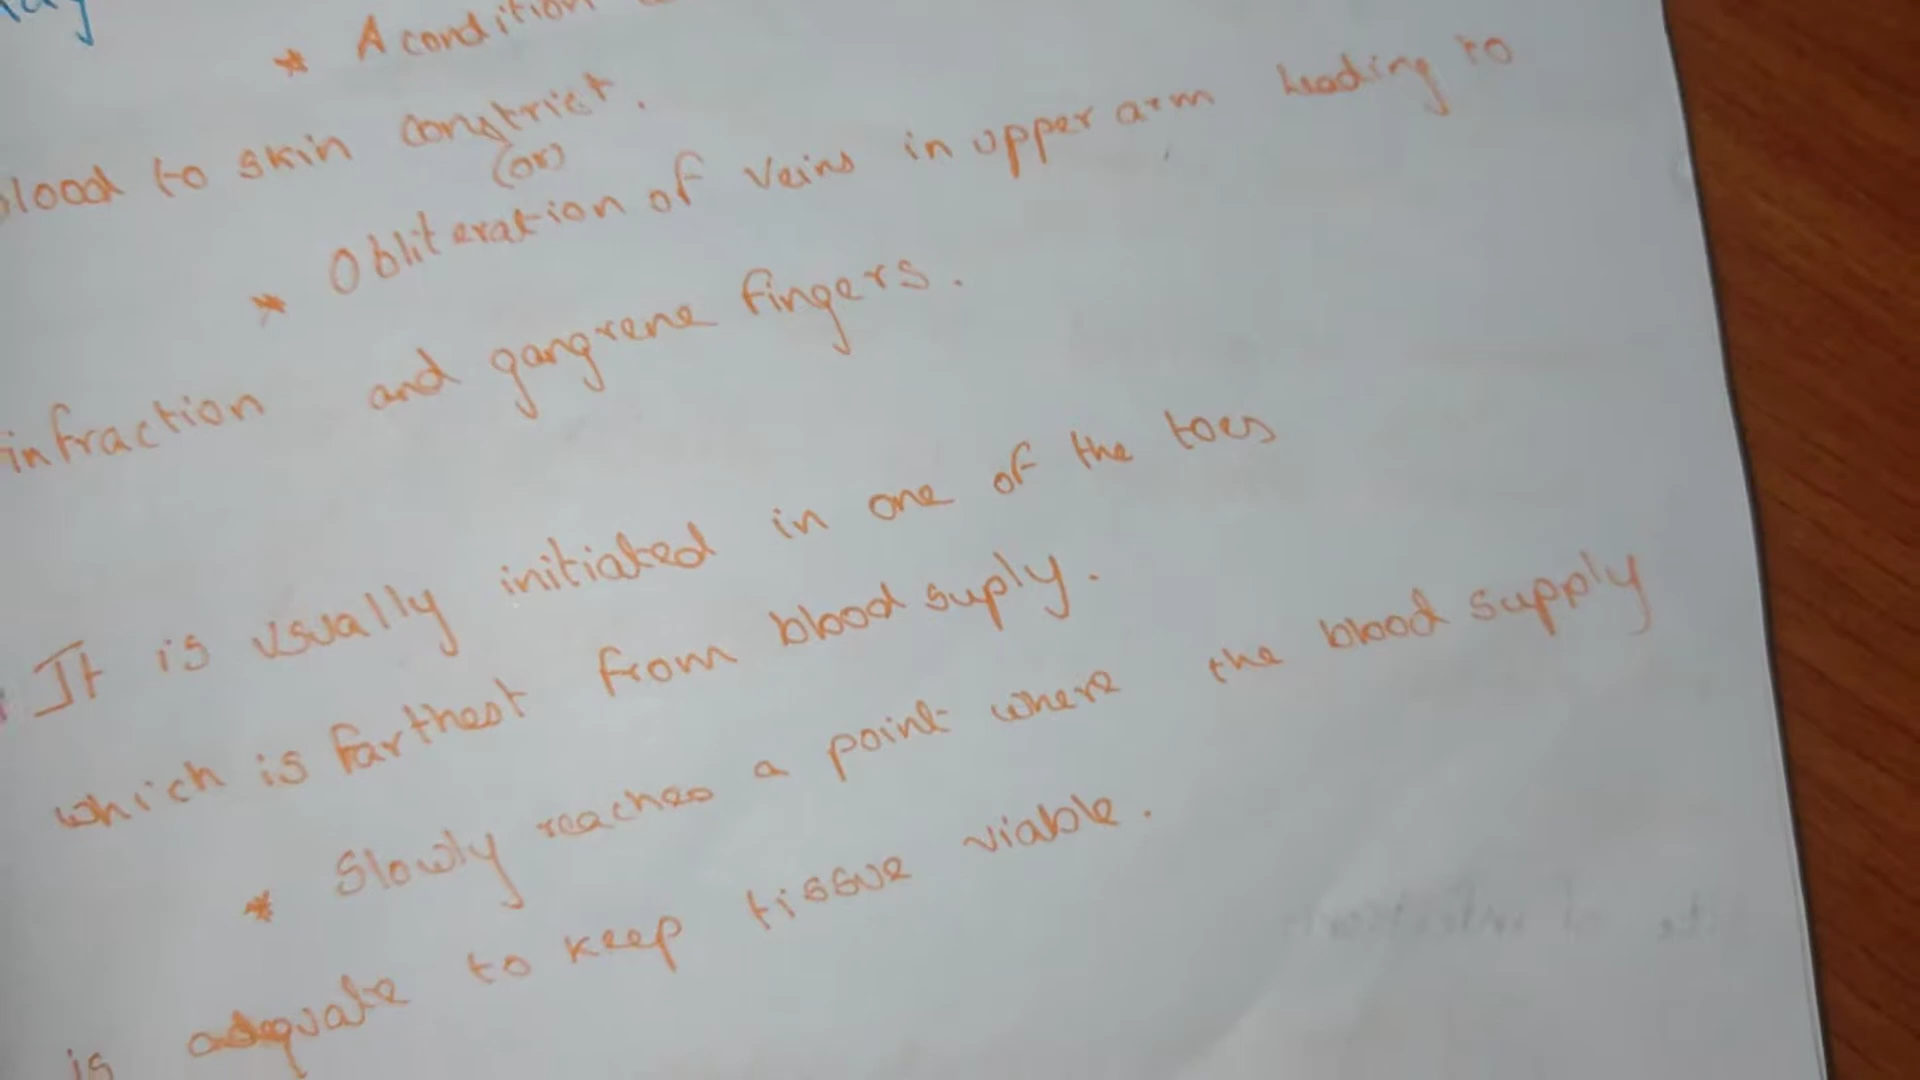 * A condition
blood to skin constrict.
(or)
* Obliteration of veins in upper arm leading to
infraction and gangrene fingers.
It is usually initiated in one of the toes
which is farthest from blood suply.
* Slowly reaches a point where the blood supply
is adequate to keep tissue viable.